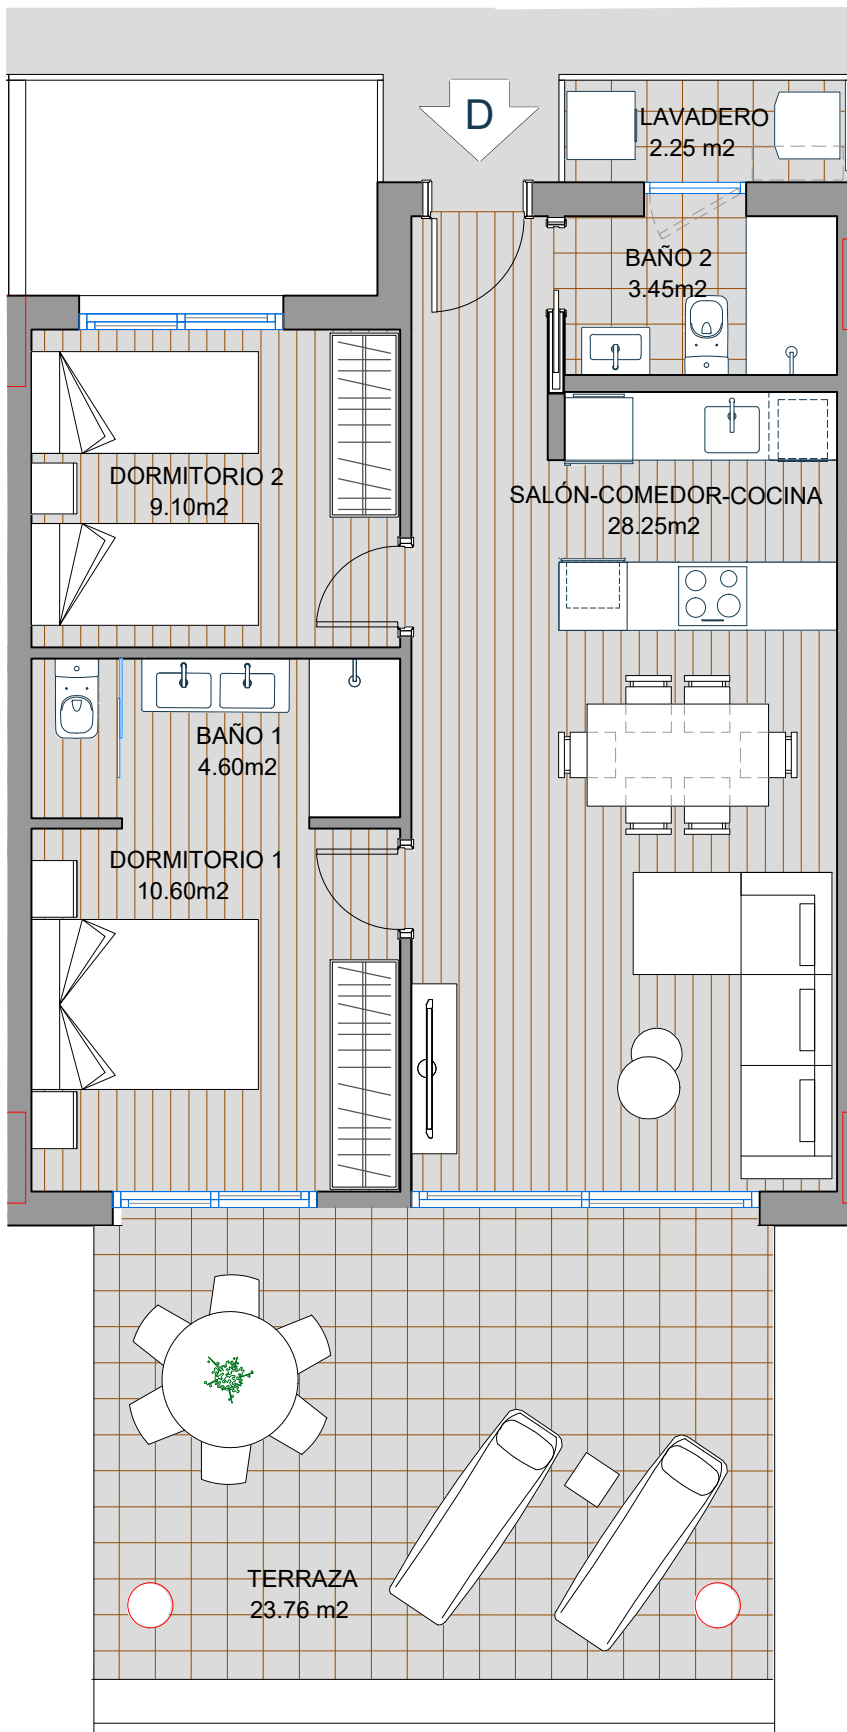 D
LAVADERO
2.25 m2
BAÑO 2
3.45m2
DORMITORIO 2
9.10m2
SALÓN-COMEDOR-COCINA
28.25m2
BAÑO 1
4.60m2
DORMITORIO 1
10.60m2
TERRAZA
23.76 m2